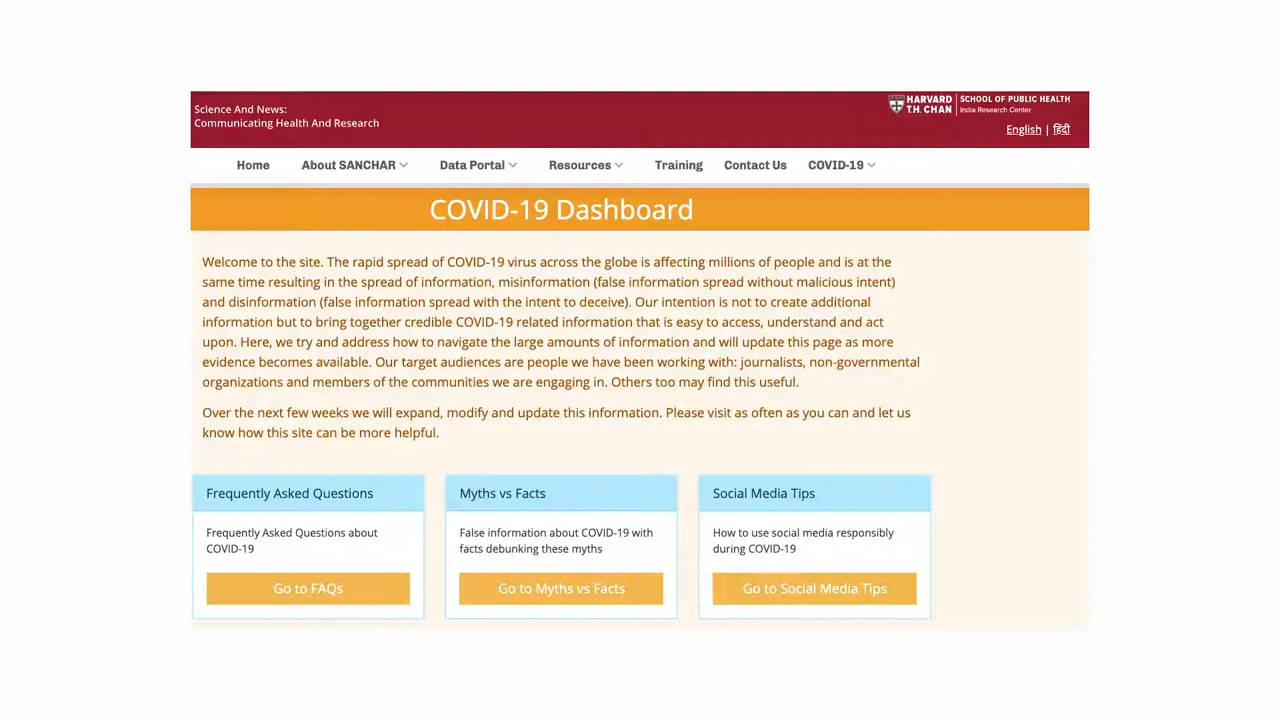 Science And News:
Communicating Health And Research
HARVARD
T.H. CHAN
SCHOOL OF PUBLIC HEALTH
India Research Center
English | हिंदी
Home About SANCHAR Data Portal Resources Training Contact Us COVID-19
COVID-19 Dashboard
Welcome to the site. The rapid spread of COVID-19 virus across the globe is affecting millions of people and is at the
same time resulting in the spread of information, misinformation (false information spread without malicious intent)
and disinformation (false information spread with the intent to deceive). Our intention is not to create additional
information but to bring together credible COVID-19 related information that is easy to access, understand and act
upon. Here, we try and address how to navigate the large amounts of information and will update this page as more
evidence becomes available. Our target audiences are people we have been working with: journalists, non-governmental
organizations and members of the communities we are engaging in. Others too may find this useful.
Over the next few weeks we will expand, modify and update this information. Please visit as often as you can and let us
know how this site can be more helpful.
Frequently Asked Questions
Frequently Asked Questions about
COVID-19
Go to FAQs
Myths vs Facts
False information about COVID-19 with
facts debunking these myths
Go to Myths vs Facts
Social Media Tips
How to use social media responsibly
during COVID-19
Go to Social Media Tips